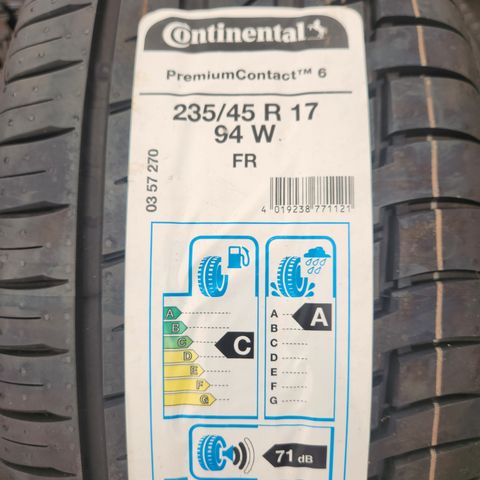 Continental
PremiumContact™ 6
235/45 R 17
94 W
FR
03 57 270
4 019238 771121
A
B
C
D
E
F
G
C
A
B
C
D
E
F
G
A
71 dB